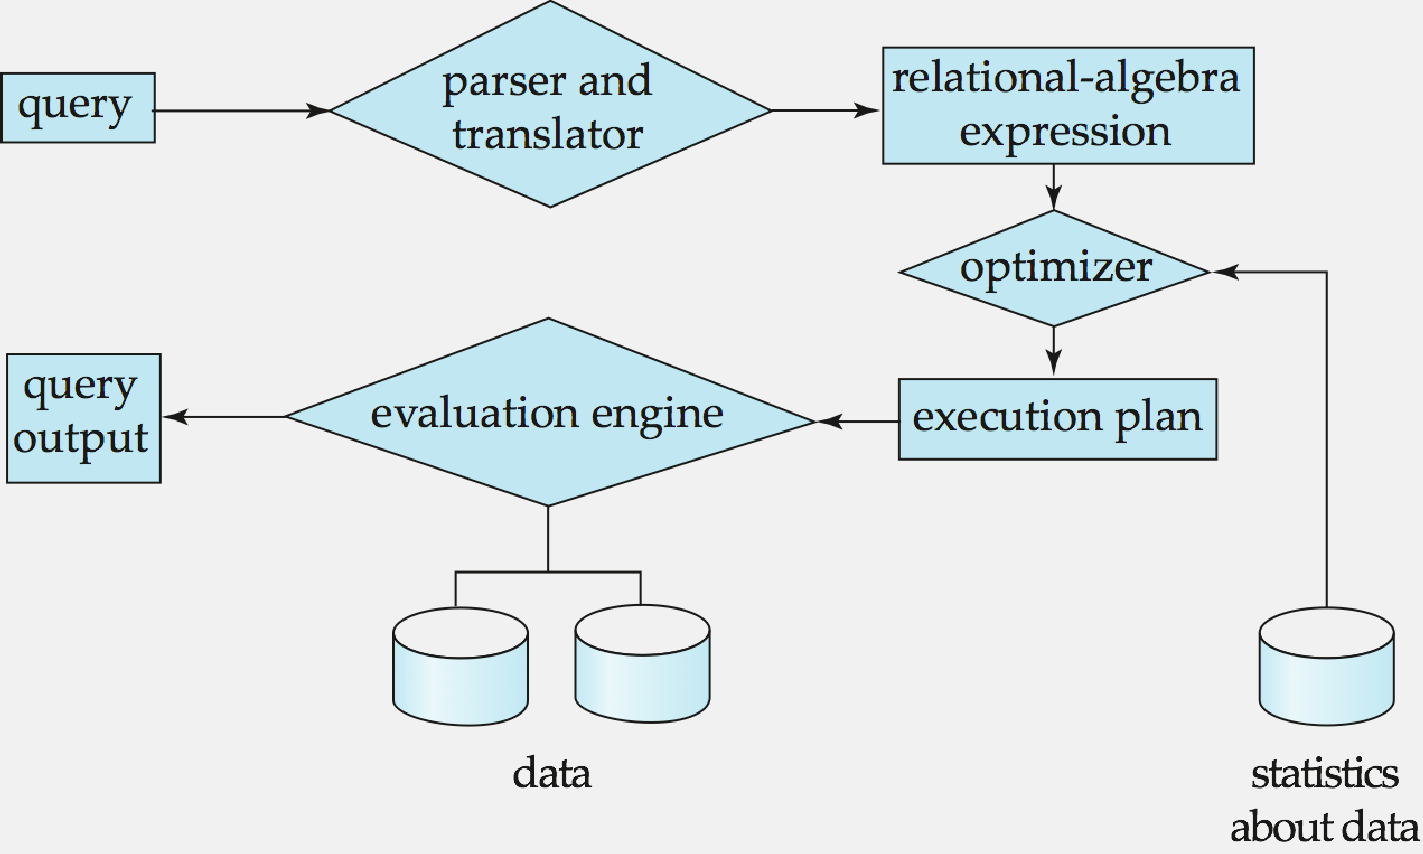 query
parser and
translator
relational-algebra
expression
optimizer
query
output
evaluation engine
execution plan
data
statistics
about data